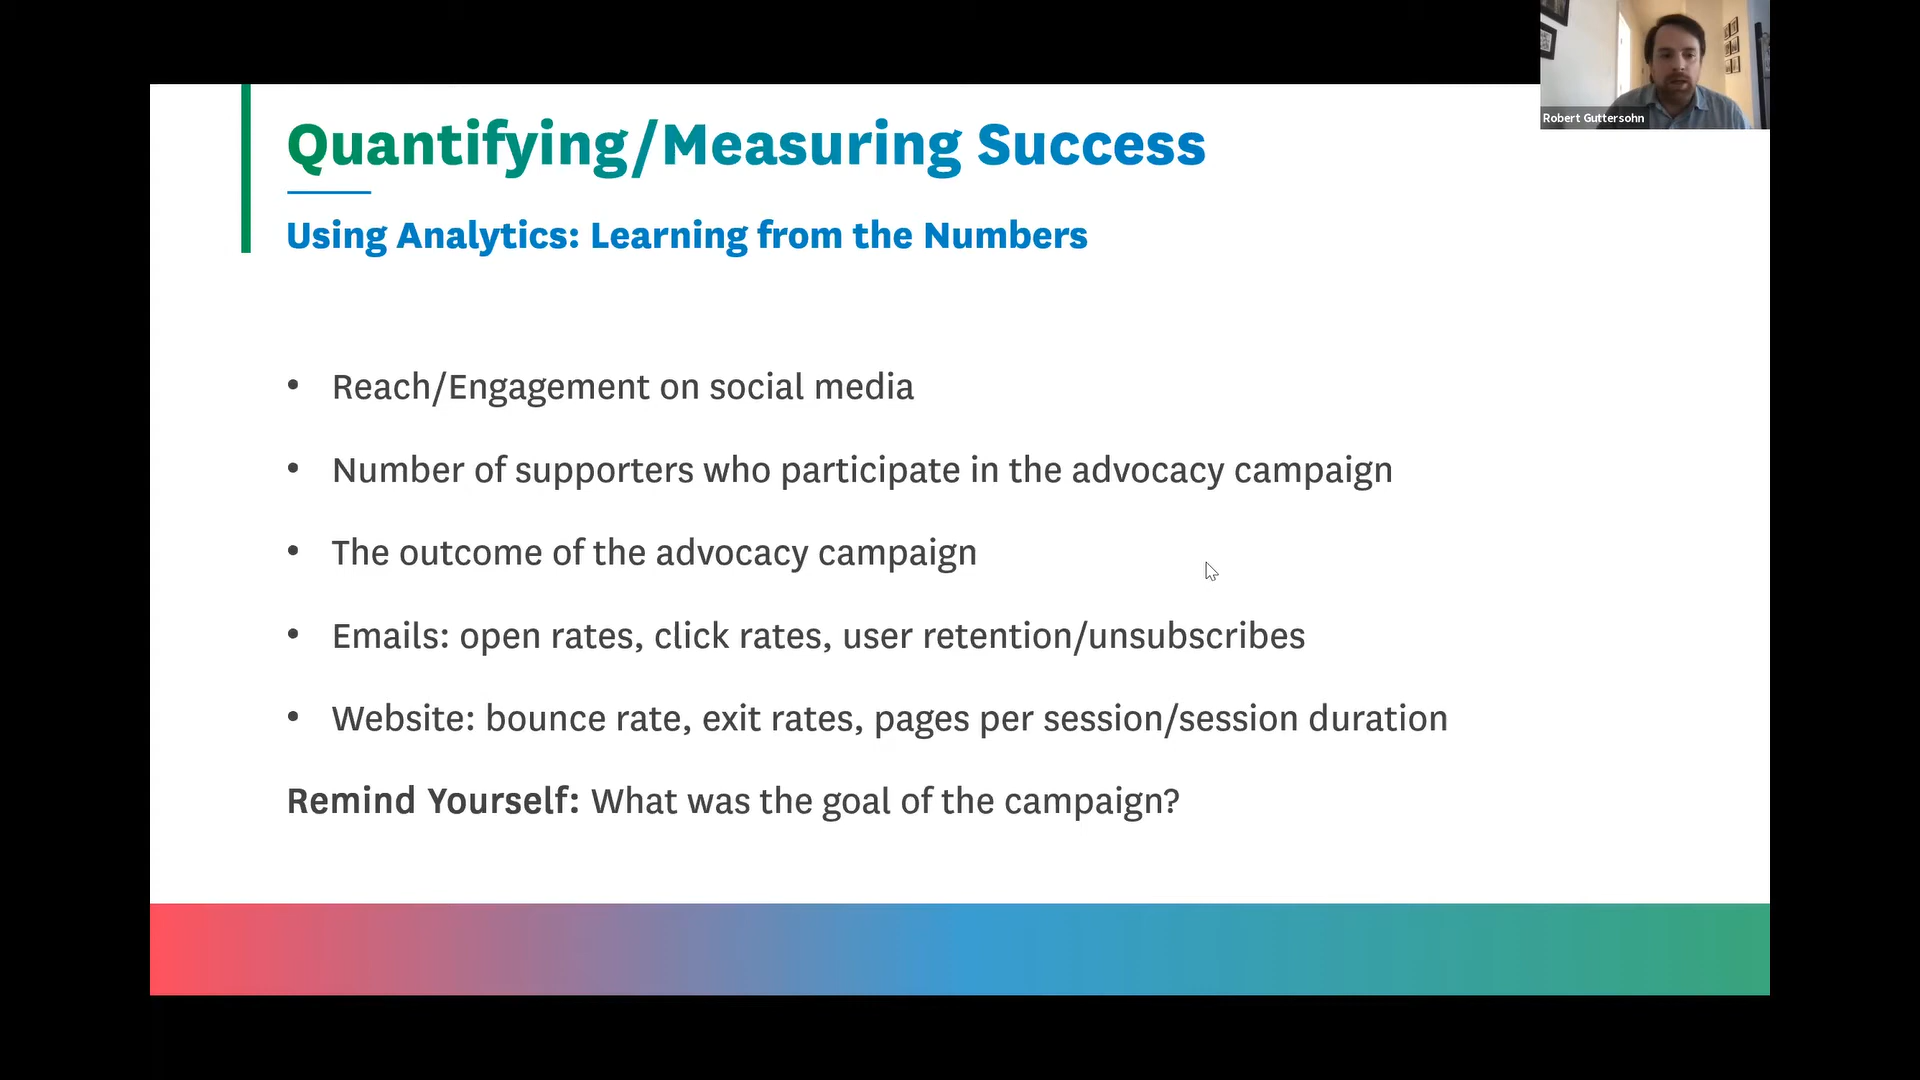 Robert Guttersohn
Quantifying/Measuring Success
Using Analytics: Learning from the Numbers
• Reach/Engagement on social media
• Number of supporters who participate in the advocacy campaign
• The outcome of the advocacy campaign
• Emails: open rates, click rates, user retention/unsubscribes
• Website: bounce rate, exit rates, pages per session/session duration
Remind Yourself: What was the goal of the campaign?